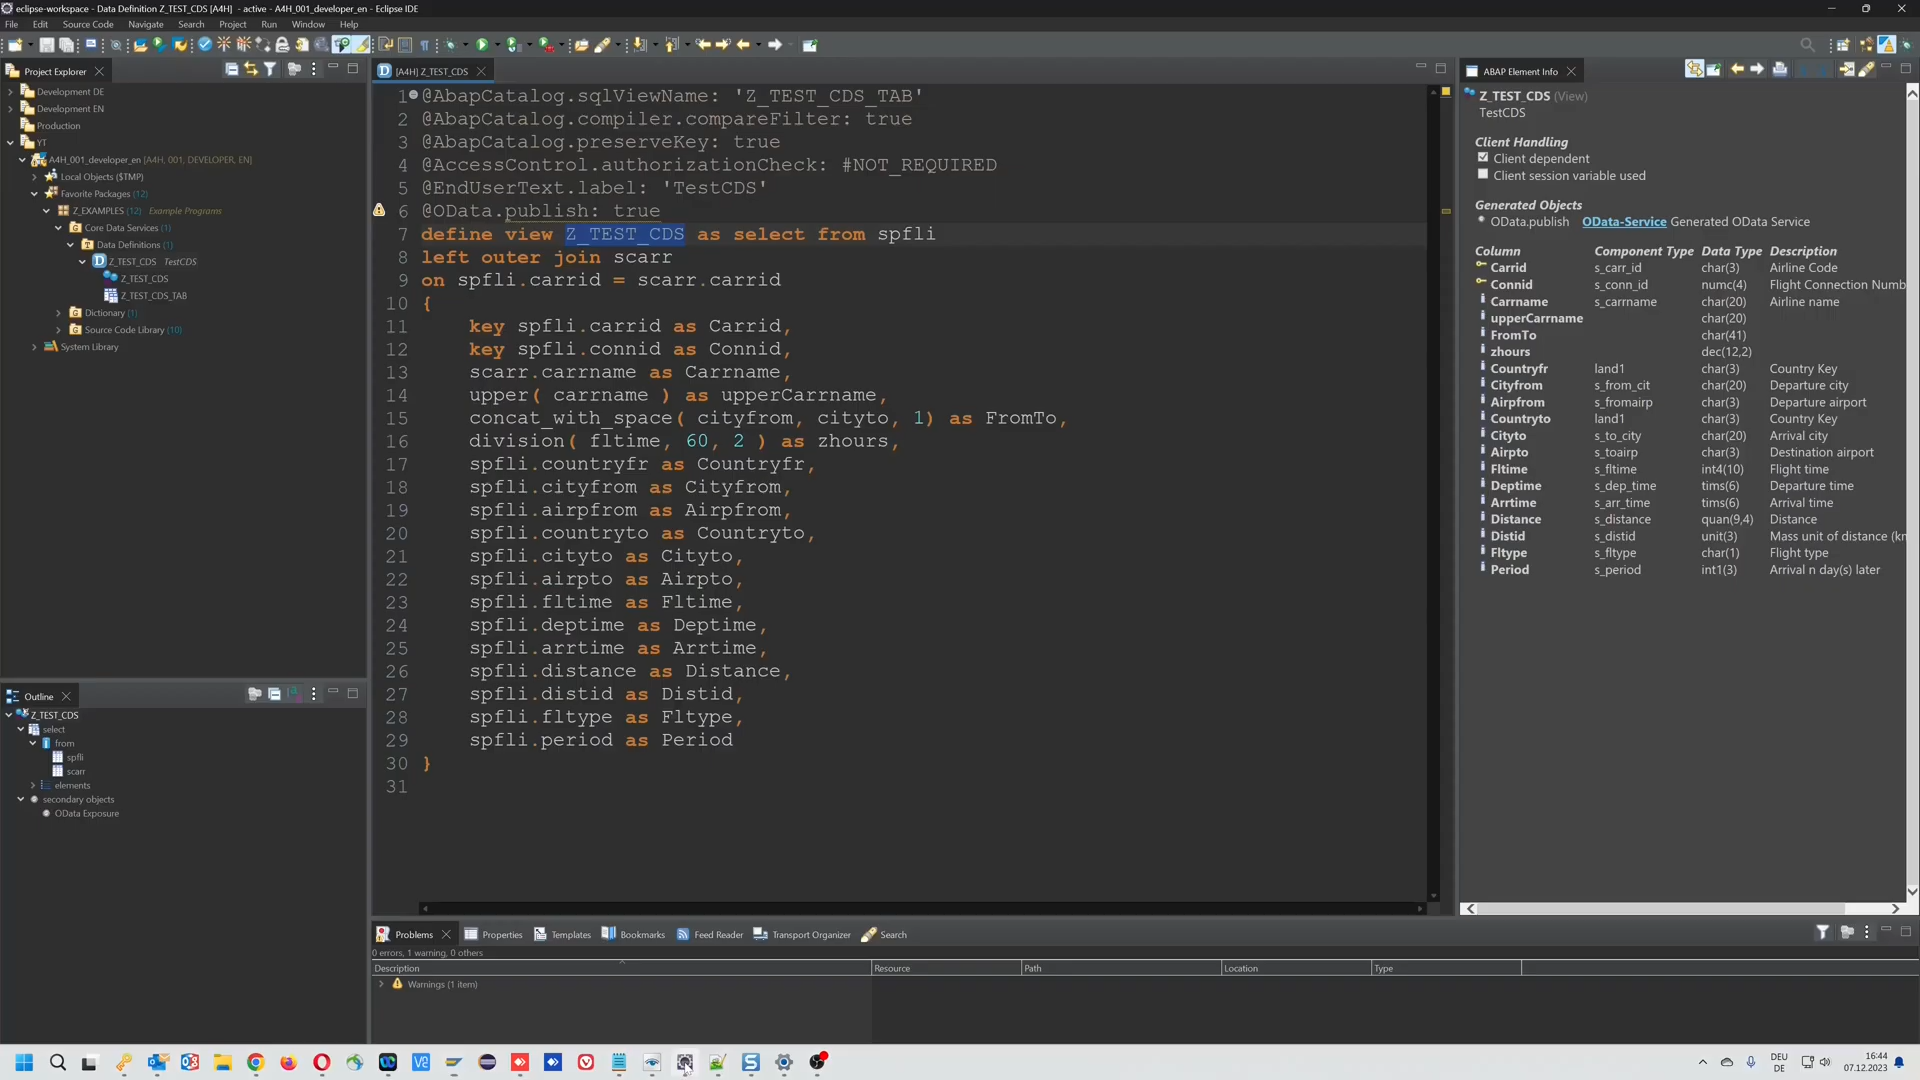 eclipse-workspace - Data Definition Z_TEST_CDS [A4H] - active - A4H_001_developer_en - Eclipse IDE
File Edit Source Code Navigate Search Project Run Window Help
Project Explorer
Development DE
Development EN
Production
YT
A4H_001_developer_en [A4H, 001, DEVELOPER, EN]
Local Objects ($TMP)
Favorite Packages (12)
Z_EXAMPLES (12) Example Programs
Core Data Services (1)
Data Definitions (1)
Z_TEST_CDS TestCDS
Z_TEST_CDS
Z_TEST_CDS_TAB
Dictionary (1)
Source Code Library (10)
System Library
Outline
Z_TEST_CDS
select
from
spfli
scarr
elements
secondary objects
OData Exposure
[A4H] Z_TEST_CDS
1 @AbapCatalog.sqlViewName: 'Z_TEST_CDS_TAB'
2 @AbapCatalog.compiler.compareFilter: true
3 @AbapCatalog.preserveKey: true
4 @AccessControl.authorizationCheck: #NOT_REQUIRED
5 @EndUserText.label: 'TestCDS'
6 @OData.publish: true
7 define view Z_TEST_CDS as select from spfli
8 left outer join scarr
9 on spfli.carrid = scarr.carrid
10 {
11 key spfli.carrid as Carrid,
12 key spfli.connid as Connid,
13 scarr.carrname as Carrname,
14 upper( carrname ) as upperCarrname,
15 concat_with_space( cityfrom, cityto, 1) as FromTo,
16 division( fltime, 60, 2 ) as zhours,
17 spfli.countryfr as Countryfr,
18 spfli.cityfrom as Cityfrom,
19 spfli.airpfrom as Airpfrom,
20 spfli.countryto as Countryto,
21 spfli.cityto as Cityto,
22 spfli.airpto as Airpto,
23 spfli.fltime as Fltime,
24 spfli.deptime as Deptime,
25 spfli.arrtime as Arrtime,
26 spfli.distance as Distance,
27 spfli.distid as Distid,
28 spfli.fltype as Fltype,
29 spfli.period as Period
30 }
31
ABAP Element Info
Z_TEST_CDS (View)
TestCDS
Client Handling
Client dependent
Client session variable used
Generated Objects
OData.publish OData-Service Generated OData Service
Column Component Type Data Type Description
Carrid s_carr_id char(3) Airline Code
Connid s_conn_id numc(4) Flight Connection Numb
Carrname s_carrname char(20) Airline name
upperCarrname char(20)
FromTo char(41)
zhours dec(12,2)
Countryfr land1 char(3) Country Key
Cityfrom s_from_cit char(20) Departure city
Airpfrom s_fromairp char(3) Departure airport
Countryto land1 char(3) Country Key
Cityto s_to_city char(20) Arrival city
Airpto s_toairp char(3) Destination airport
Fltime s_fltime int4(10) Flight time
Deptime s_dep_time tims(6) Departure time
Arrtime s_arr_time tims(6) Arrival time
Distance s_distance quan(9,4) Distance
Distid s_distid unit(3) Mass unit of distance (kn
Fltype s_fltype char(1) Flight type
Period s_period int1(3) Arrival n day(s) later
Problems Properties Templates Bookmarks Feed Reader Transport Organizer Search
0 errors, 1 warning, 0 others
Description Resource Path Location Type
Warnings (1 item)
DEU
DE
16:44
07.12.2023